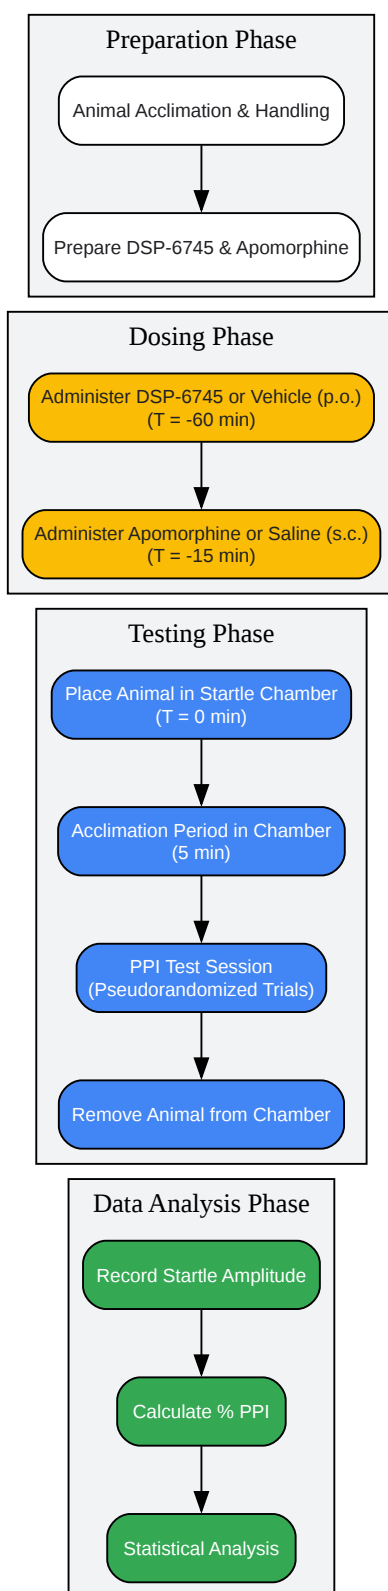 Preparation Phase
Animal Acclimation & Handling
Prepare DSP-6745 & Apomorphine
Dosing Phase
Administer DSP-6745 or Vehicle (p.o.)
(T = -60 min)
Administer Apomorphine or Saline (s.c.)
(T = -15 min)
Testing Phase
Place Animal in Startle Chamber
(T = 0 min)
Acclimation Period in Chamber
(5 min)
PPI Test Session
(Pseudorandomized Trials)
Remove Animal from Chamber
Data Analysis Phase
Record Startle Amplitude
Calculate % PPI
Statistical Analysis